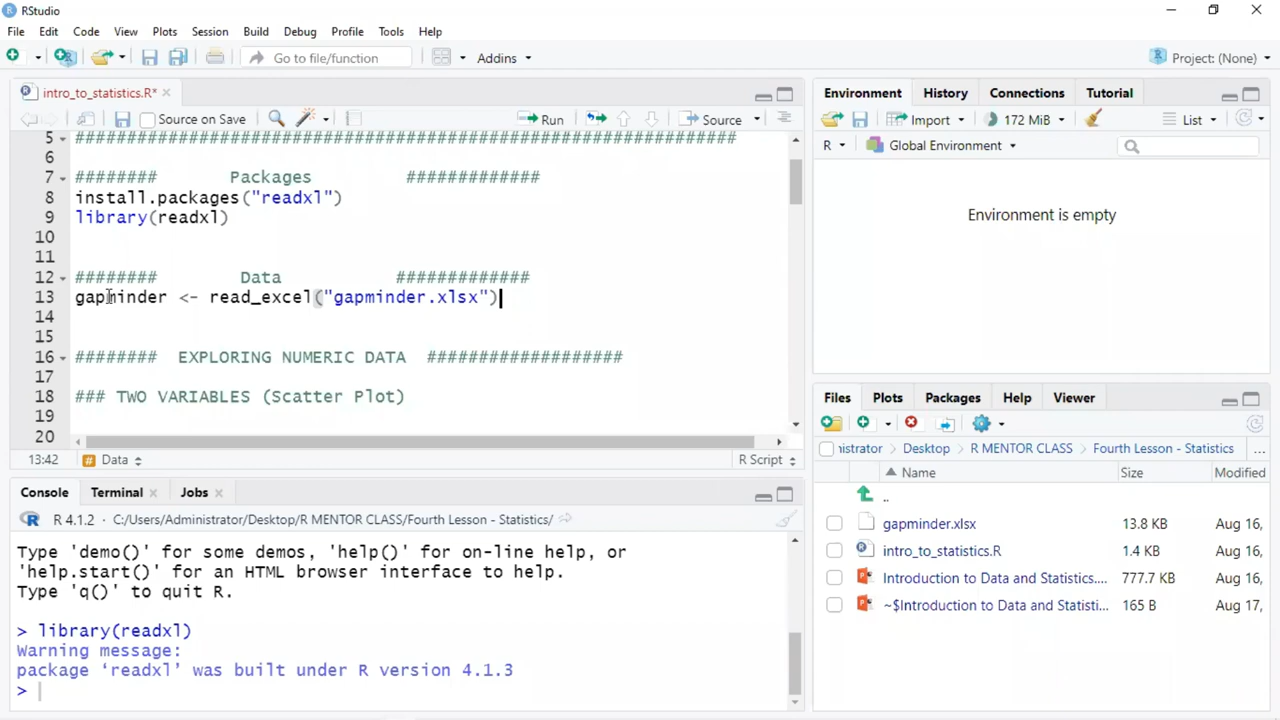 RStudio
File Edit Code View Plots Session Build Debug Profile Tools Help
Go to file/function Addins Project: (None)
intro_to_statistics.R*
Source on Save Run Source
5 ################################################################
6
7 ######## Packages #############
8 install.packages("readxl")
9 library(readxl)
10
11
12 ######## Data #############
13 gapminder <- read_excel("gapminder.xlsx")
14
15
16 ######## EXPLORING NUMERIC DATA ###################
17
18 ### TWO VARIABLES (Scatter Plot)
19
20
13:42 # Data R Script
Console Terminal Jobs
R 4.1.2 · C:/Users/Administrator/Desktop/R MENTOR CLASS/Fourth Lesson - Statistics/
Type 'demo()' for some demos, 'help()' for on-line help, or
'help.start()' for an HTML browser interface to help.
Type 'q()' to quit R.
> library(readxl)
Warning message:
package ‘readxl’ was built under R version 4.1.3
>
Environment History Connections Tutorial
Import 172 MiB List
R Global Environment
Environment is empty
Files Plots Packages Help Viewer
inistrator Desktop R MENTOR CLASS Fourth Lesson - Statistics ...
Name Size Modified
..
gapminder.xlsx 13.8 KB Aug 16,
intro_to_statistics.R 1.4 KB Aug 16,
Introduction to Data and Statistics.... 777.7 KB Aug 16,
~$Introduction to Data and Statisti... 165 B Aug 17,